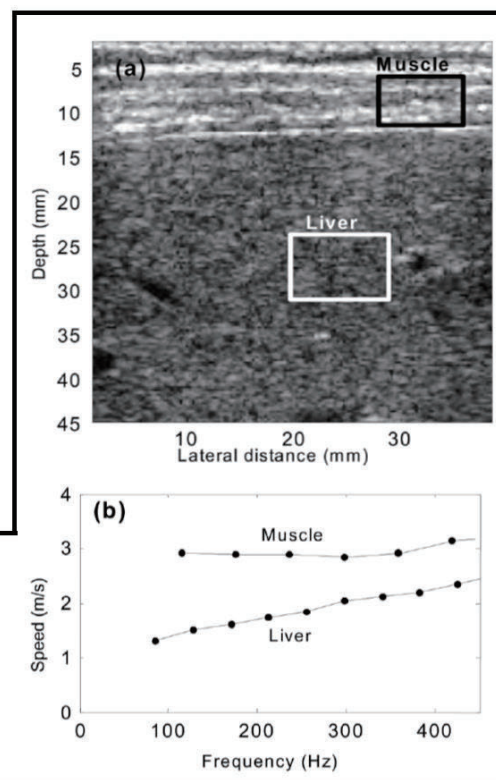 (a)
Muscle
Liver
5
10
15
20
25
30
35
40
45
Depth (mm)
10 20 30
Lateral distance (mm)
(b)
Muscle
Liver
4
3
2
1
0
Speed (m/s)
0 100 200 300 400
Frequency (Hz)